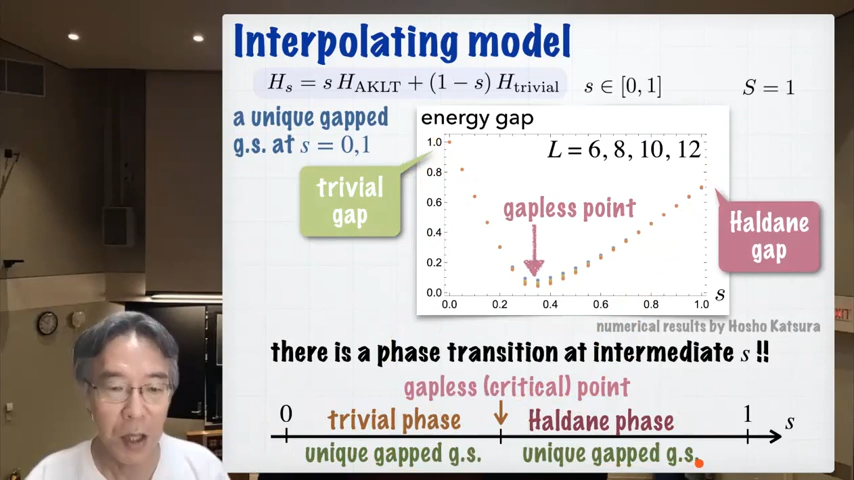 Interpolating model
H_s = s H_AKLT + (1 − s) H_trivial   s ∈ [0, 1]   S = 1
a unique gapped
g.s. at s = 0,1
energy gap
L = 6, 8, 10, 12
1.0
0.8
0.6
0.4
0.2
0.0
0.0 0.2 0.4 0.6 0.8 1.0 s
trivial
gap
gapless point
Haldane
gap
numerical results by Hosho Katsura
there is a phase transition at intermediate s !!
gapless (critical) point
0 trivial phase Haldane phase 1 s
unique gapped g.s. unique gapped g.s.